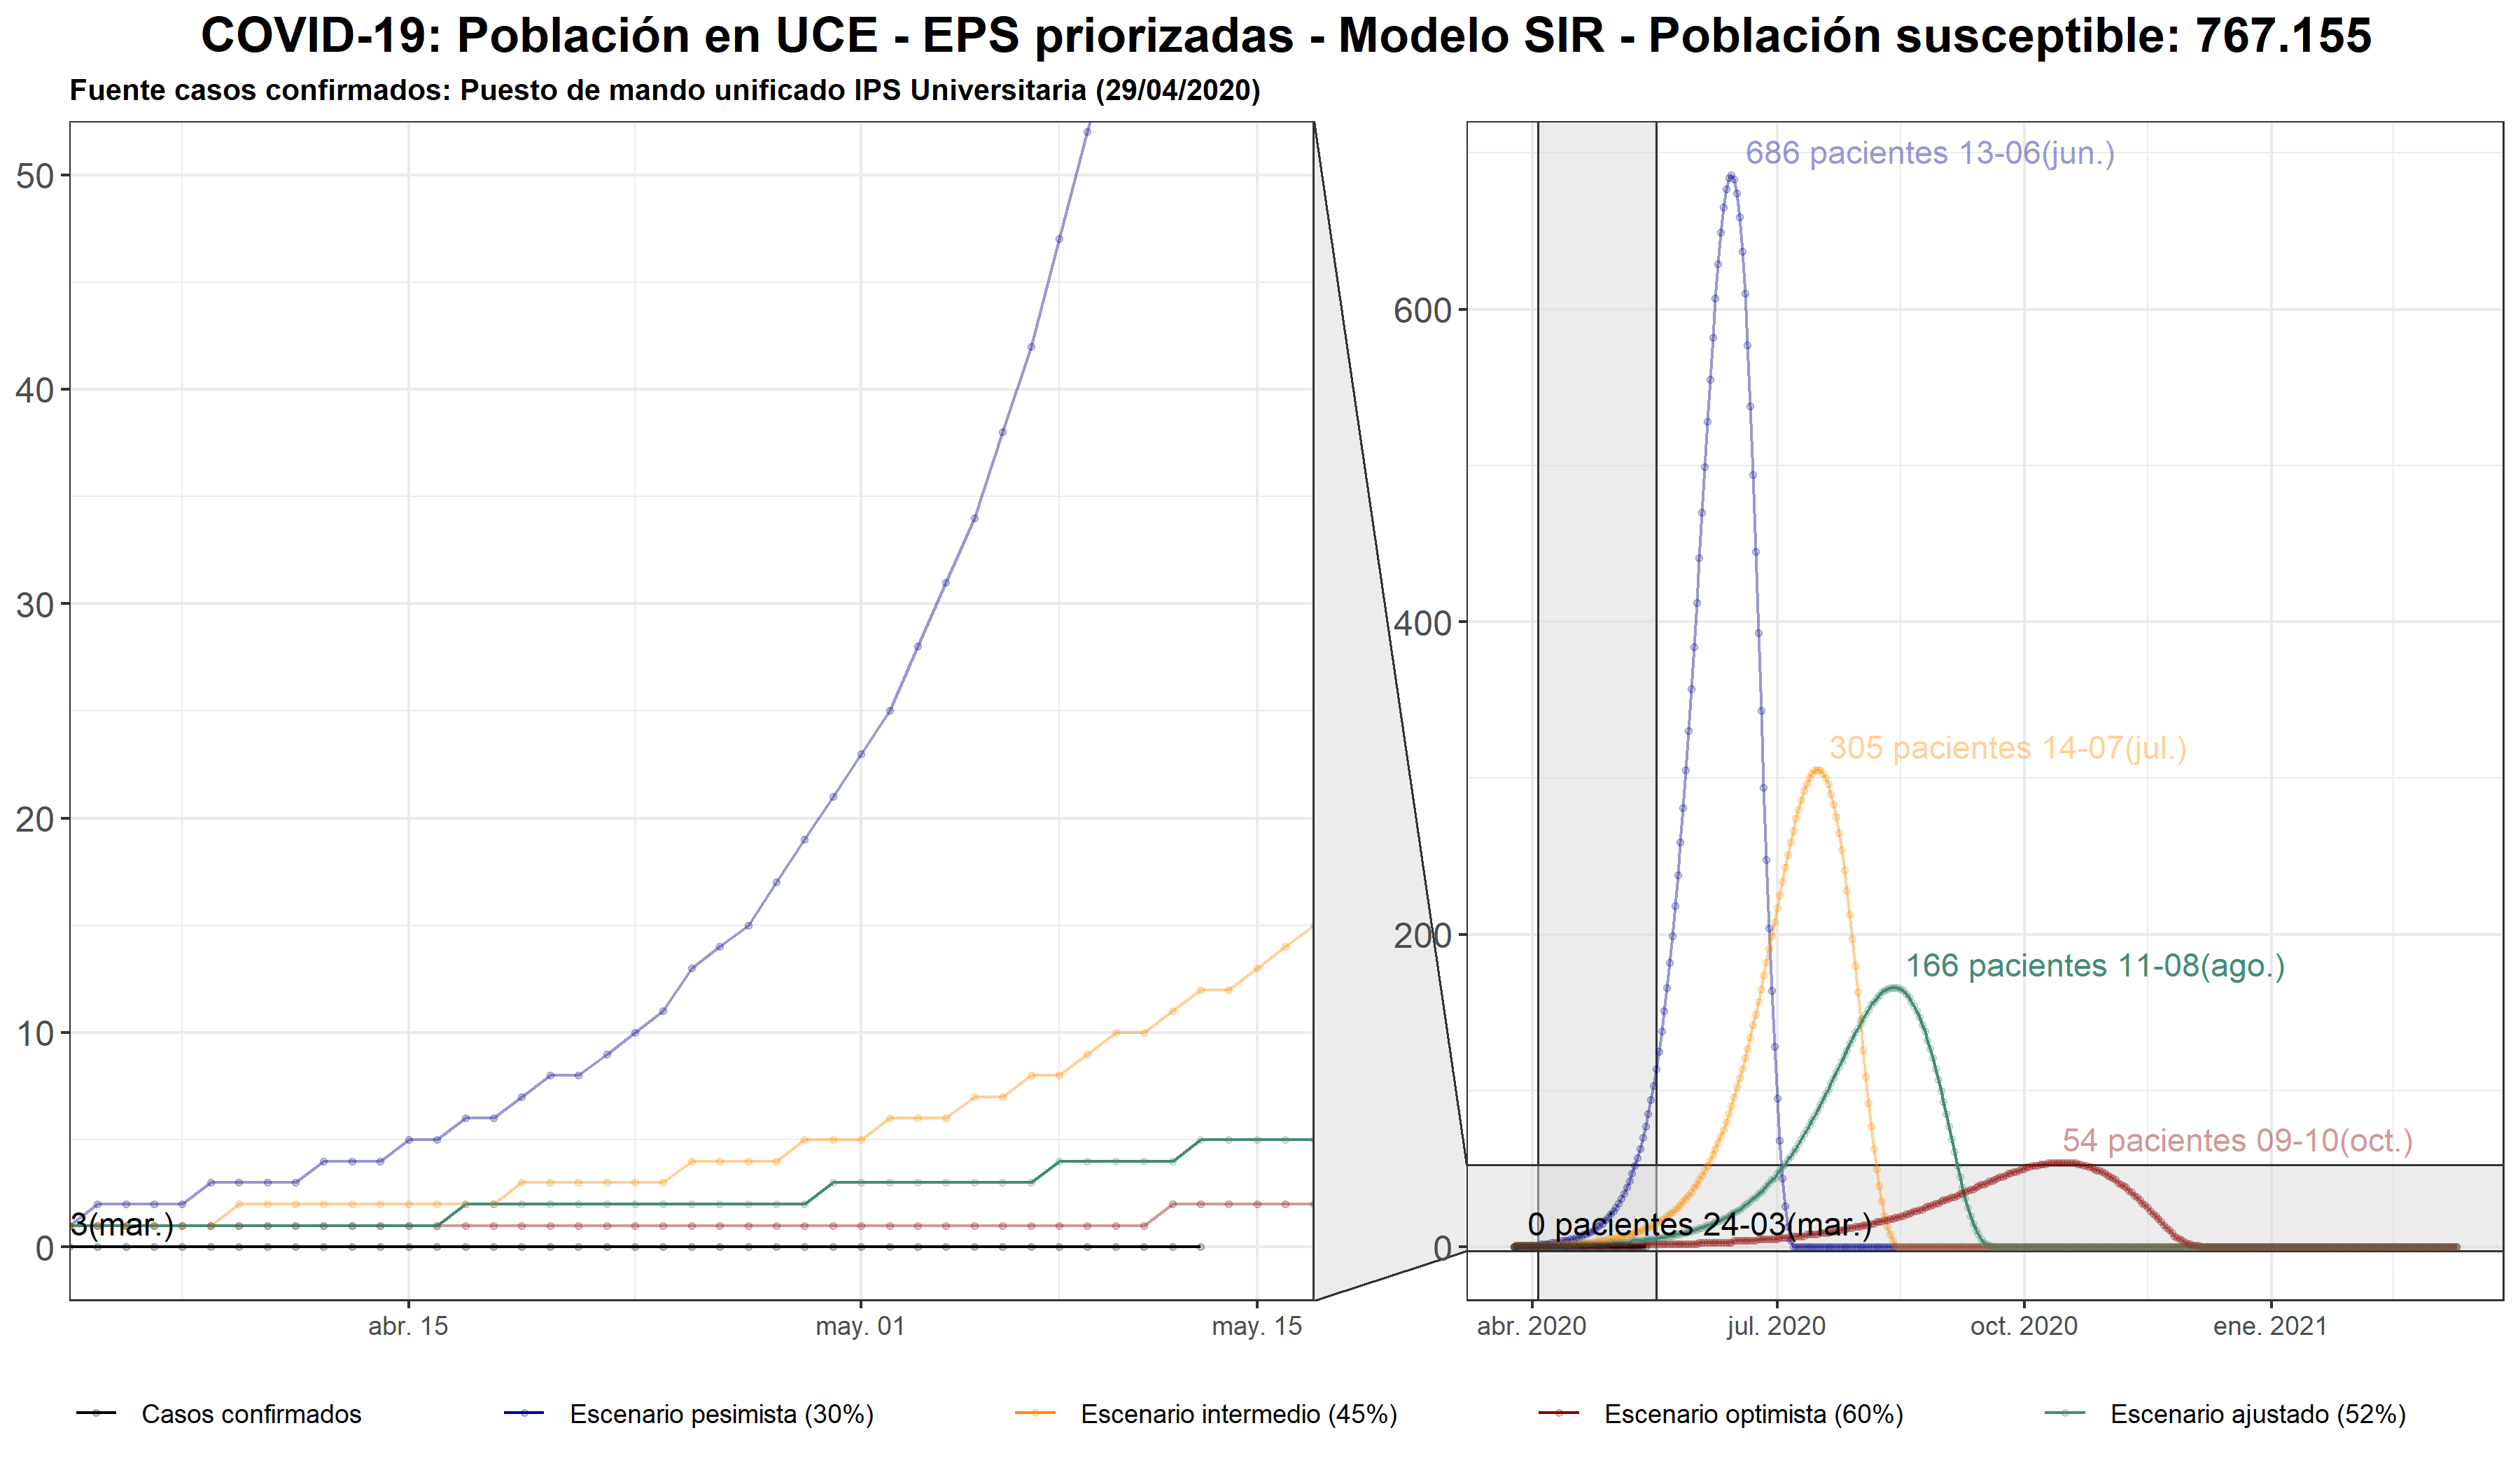 COVID-19: Población en UCE - EPS priorizadas - Modelo SIR - Población susceptible: 767.155
Fuente casos confirmados: Puesto de mando unificado IPS Universitaria (29/04/2020)
50
40
30
20
10
0
3(mar.)
abr. 15
may. 01
may. 15
600
400
200
0
686 pacientes 13-06(jun.)
305 pacientes 14-07(jul.)
166 pacientes 11-08(ago.)
54 pacientes 09-10(oct.)
0 pacientes 24-03(mar.)
abr. 2020
jul. 2020
oct. 2020
ene. 2021
Casos confirmados
Escenario pesimista (30%)
Escenario intermedio (45%)
Escenario optimista (60%)
Escenario ajustado (52%)